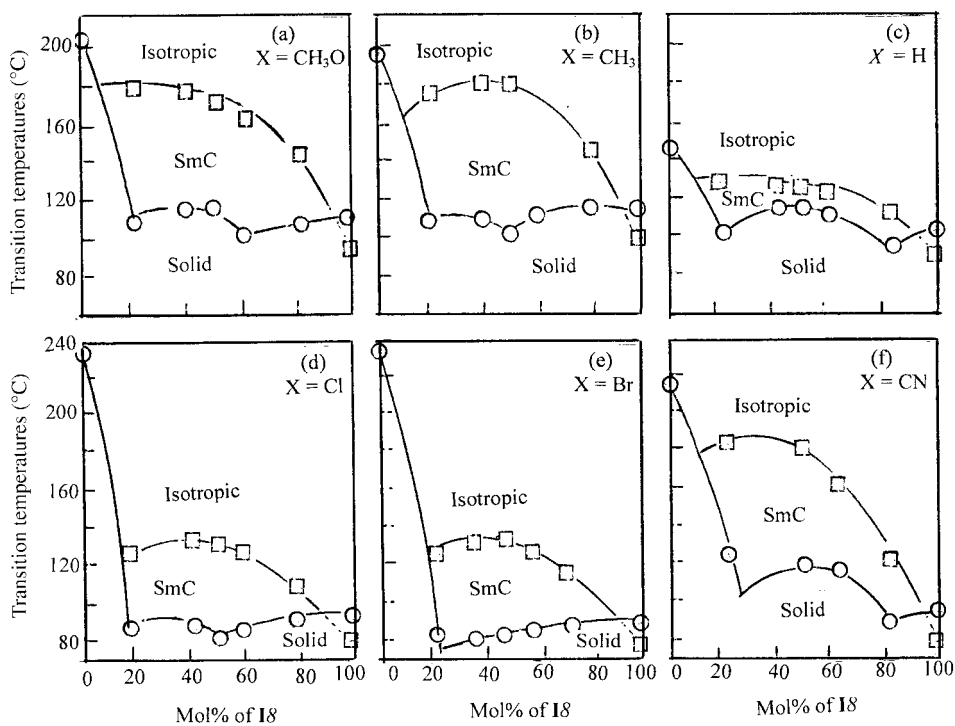 (a)
X = CH₃O
Isotropic
SmC
Solid
(b)
X = CH₃
Isotropic
SmC
Solid
(c)
X = H
Isotropic
SmC
Solid
200
160
120
80
Transition temperatures (°C)
(d)
X = Cl
Isotropic
SmC
Solid
(e)
X = Br
Isotropic
SmC
Solid
(f)
X = CN
Isotropic
SmC
Solid
240
220
180
140
120
80
Transition temperatures (°C)
0 20 40 60 80 100
0 20 40 60 80 100
0 20 40 60 80 100
Mol% of I8
Mol% of I8
Mol% of I8